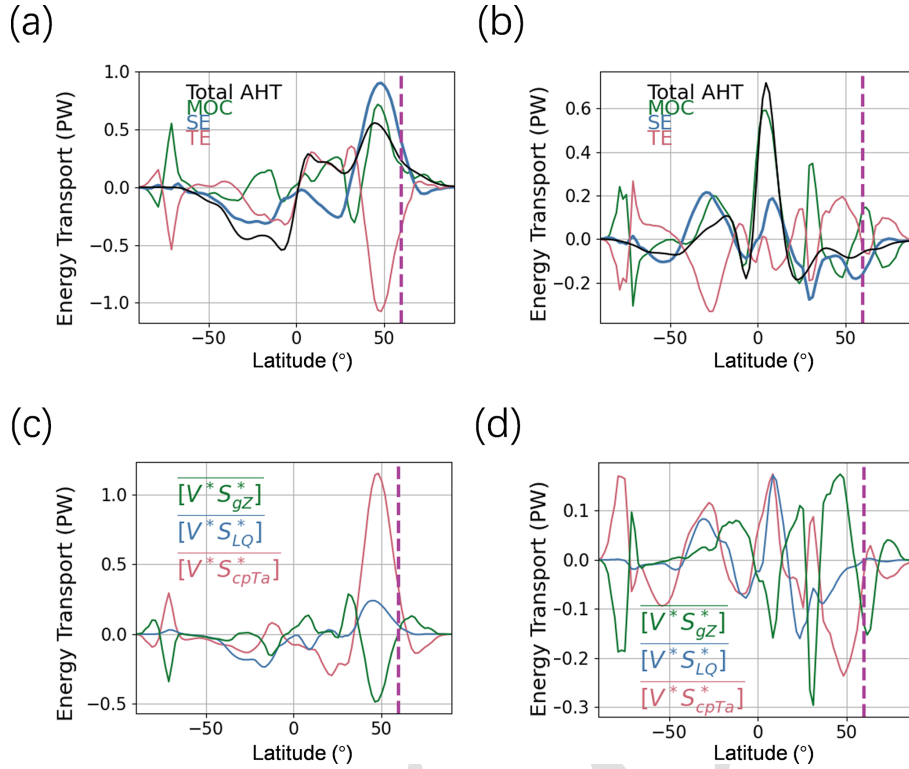 (a)
(b)
Total AHT
MOC
SE
TE
Energy Transport (PW)
1.0
0.5
0.0
−0.5
−1.0
−50
0
50
Latitude (°)
Total AHT
MOC
SE
TE
Energy Transport (PW)
0.6
0.4
0.2
0.0
−0.2
−50
0
50
Latitude (°)
(c)
(d)
[V*S*gZ]
[V*S*LQ]
[V*S*cpTa]
Energy Transport (PW)
1.0
0.5
0.0
−0.5
−50
0
50
Latitude (°)
Energy Transport (PW)
0.1
0.0
−0.1
−0.2
−0.3
[V*S*gZ]
[V*S*LQ]
[V*S*cpTa]
−50
0
50
Latitude (°)